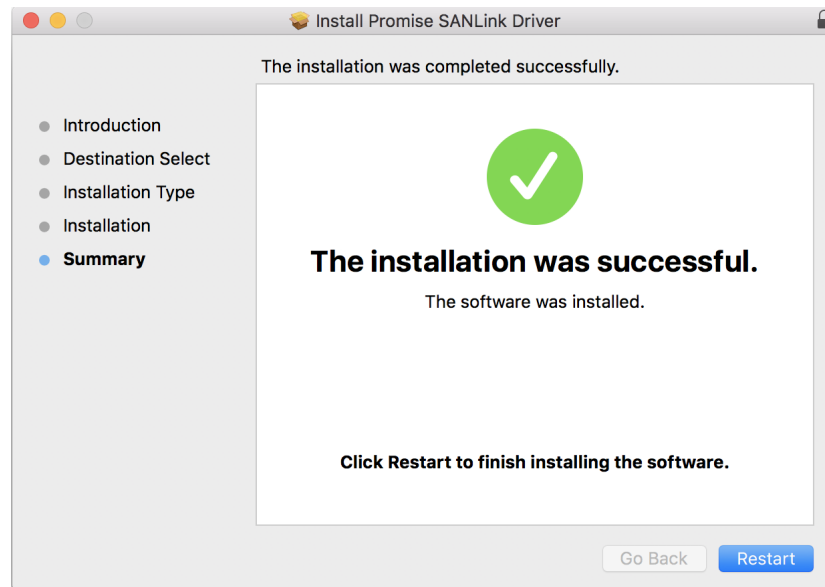 Install Promise SANLink Driver
The installation was completed successfully.
Introduction
Destination Select
Installation Type
Installation
Summary
The installation was successful.
The software was installed.
Click Restart to finish installing the software.
Go Back
Restart